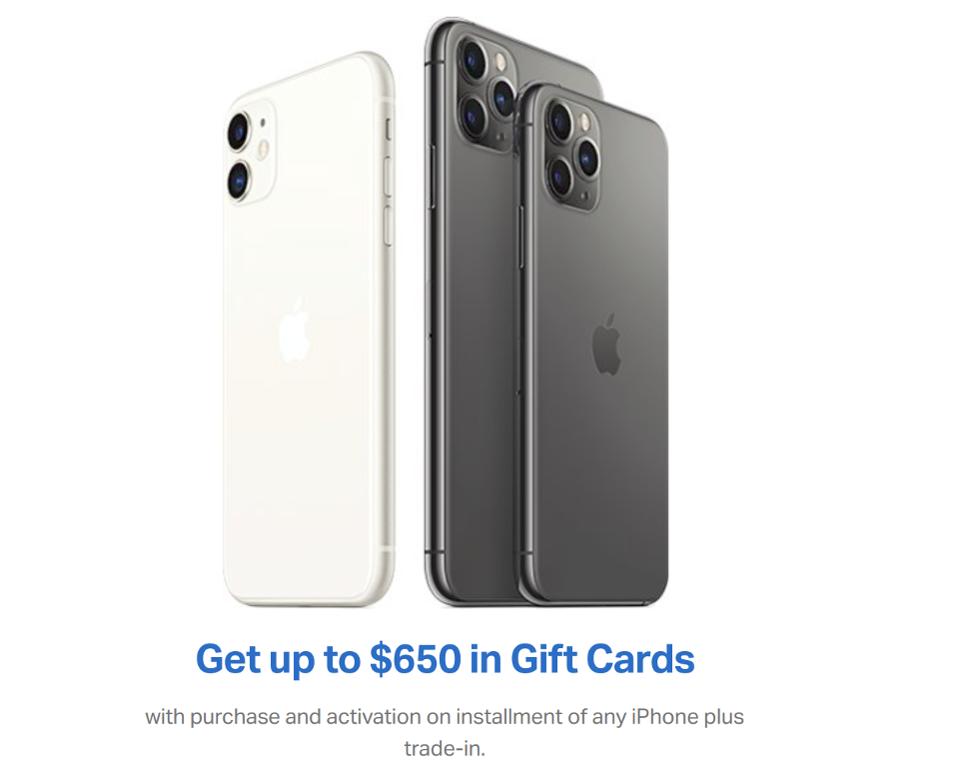 Get up to $650 in Gift Cards
with purchase and activation on installment of any iPhone plus
trade-in.